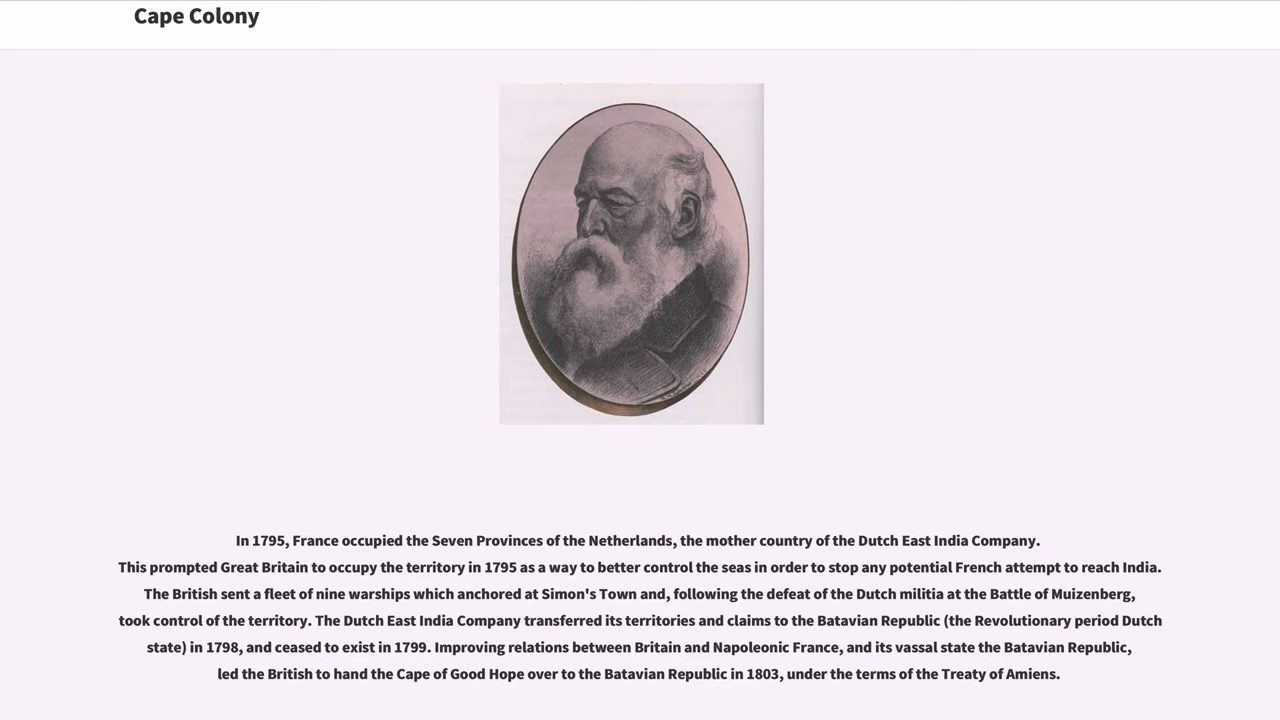 Cape Colony
In 1795, France occupied the Seven Provinces of the Netherlands, the mother country of the Dutch East India Company.
This prompted Great Britain to occupy the territory in 1795 as a way to better control the seas in order to stop any potential French attempt to reach India.
The British sent a fleet of nine warships which anchored at Simon's Town and, following the defeat of the Dutch militia at the Battle of Muizenberg,
took control of the territory. The Dutch East India Company transferred its territories and claims to the Batavian Republic (the Revolutionary period Dutch
state) in 1798, and ceased to exist in 1799. Improving relations between Britain and Napoleonic France, and its vassal state the Batavian Republic,
led the British to hand the Cape of Good Hope over to the Batavian Republic in 1803, under the terms of the Treaty of Amiens.